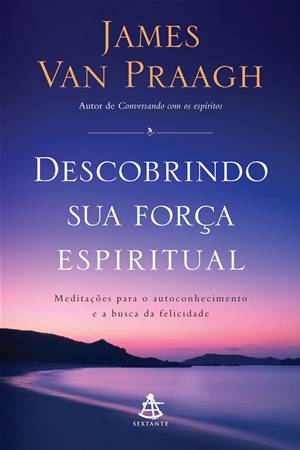 JAMES
VAN PRAAGH
Autor de Conversando com os espíritos
DESCOBRINDO
SUA FORÇA
ESPIRITUAL
Meditações para o autoconhecimento
e a busca da felicidade
SEXTANTE